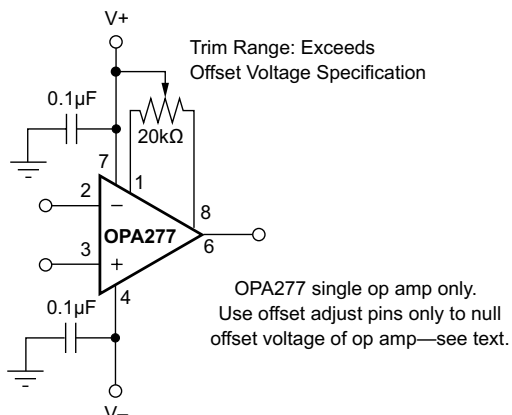 V+
Trim Range: Exceeds
Offset Voltage Specification
0.1µF
20kΩ
7
1
2
8
–
OPA277
6
3
+
4
OPA277 single op amp only.
Use offset adjust pins only to null
offset voltage of op amp—see text.
0.1µF
V–